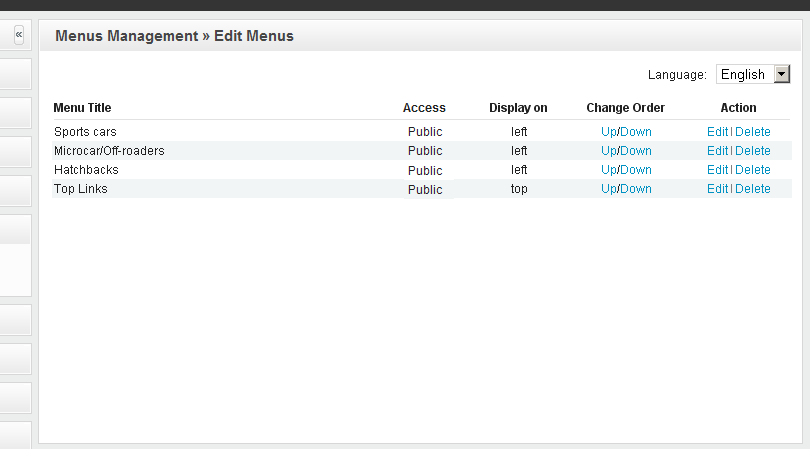 «
Menus Management » Edit Menus
Language: English
Menu Title Access Display on Change Order Action
Sports cars Public left Up/Down Edit | Delete
Microcar/Off-roaders Public left Up/Down Edit | Delete
Hatchbacks Public left Up/Down Edit | Delete
Top Links Public top Up/Down Edit | Delete